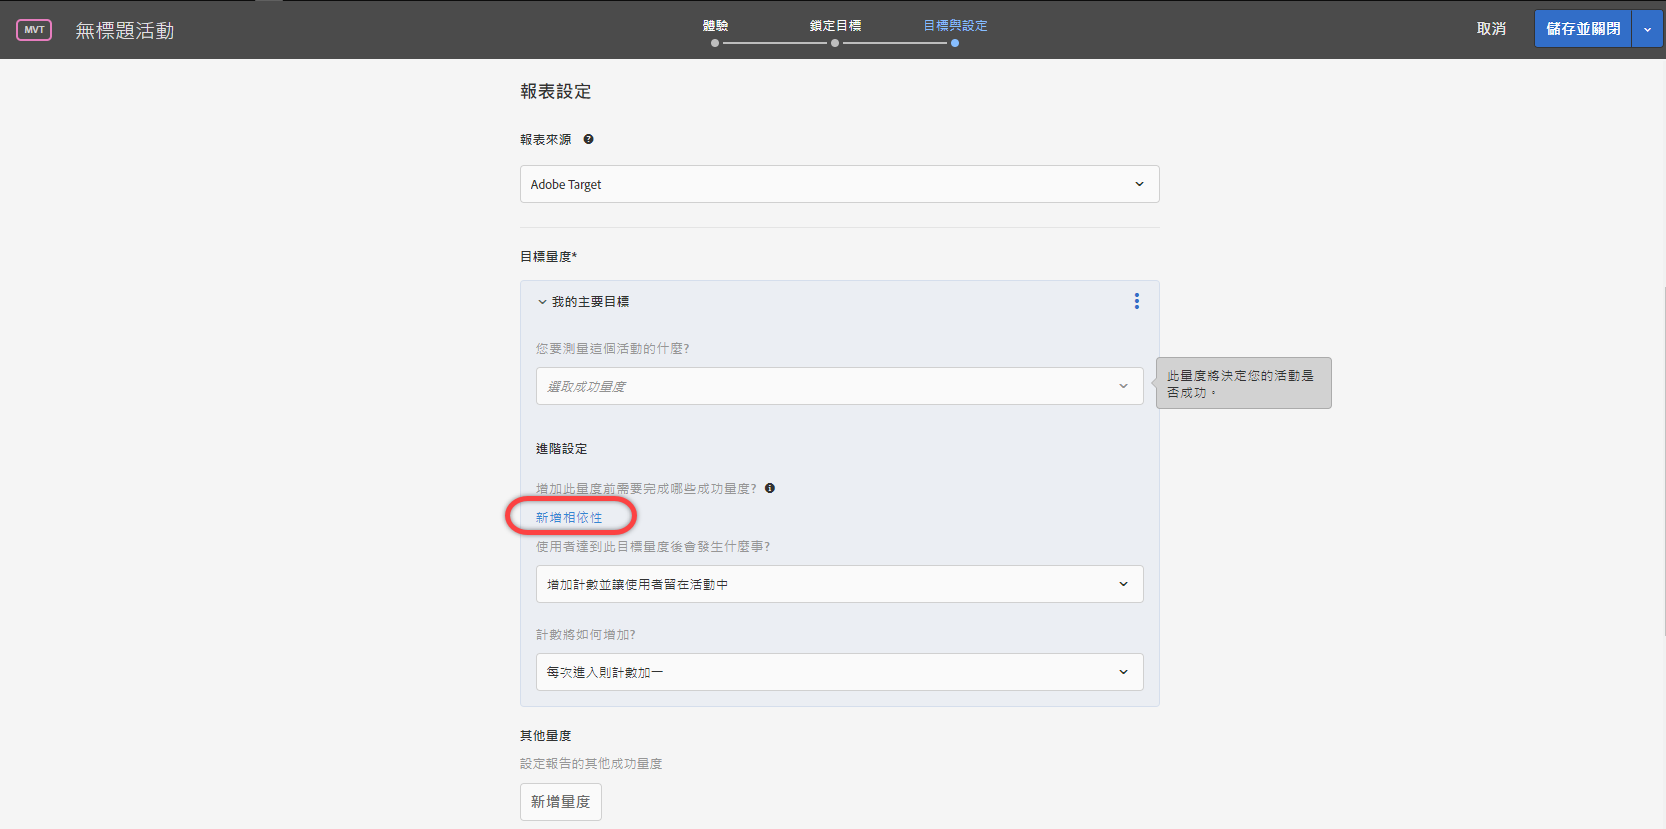 MVT
無標題活動
體驗
鎖定目標
目標與設定
取消
儲存並關閉
報表設定
報表來源
Adobe Target
目標量度*
我的主要目標
您要測量這個活動的什麼?
選取成功量度
此量度將決定您的活動是
否成功。
進階設定
增加此量度前需要完成哪些成功量度?
新增相依性
使用者達到此目標量度後會發生什麼事?
增加計數並讓使用者留在活動中
計數將如何增加?
每次進入則計數加一
其他量度
設定報告的其他成功量度
新增量度